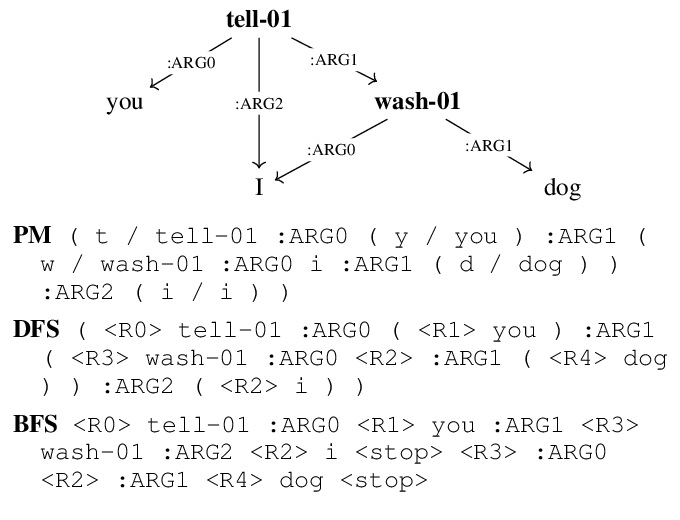 tell-01
:ARG0
:ARG1
you
:ARG2
wash-01
:ARG0
:ARG1
I
dog
PM ( t / tell-01 :ARG0 ( y / you ) :ARG1 (
w / wash-01 :ARG0 i :ARG1 ( d / dog ) )
:ARG2 ( i / i ) )
DFS ( <R0> tell-01 :ARG0 ( <R1> you ) :ARG1
( <R3> wash-01 :ARG0 <R2> :ARG1 ( <R4> dog
) ) :ARG2 ( <R2> i ) )
BFS <R0> tell-01 :ARG0 <R1> you :ARG1 <R3>
wash-01 :ARG2 <R2> i <stop> <R3> :ARG0
<R2> :ARG1 <R4> dog <stop>